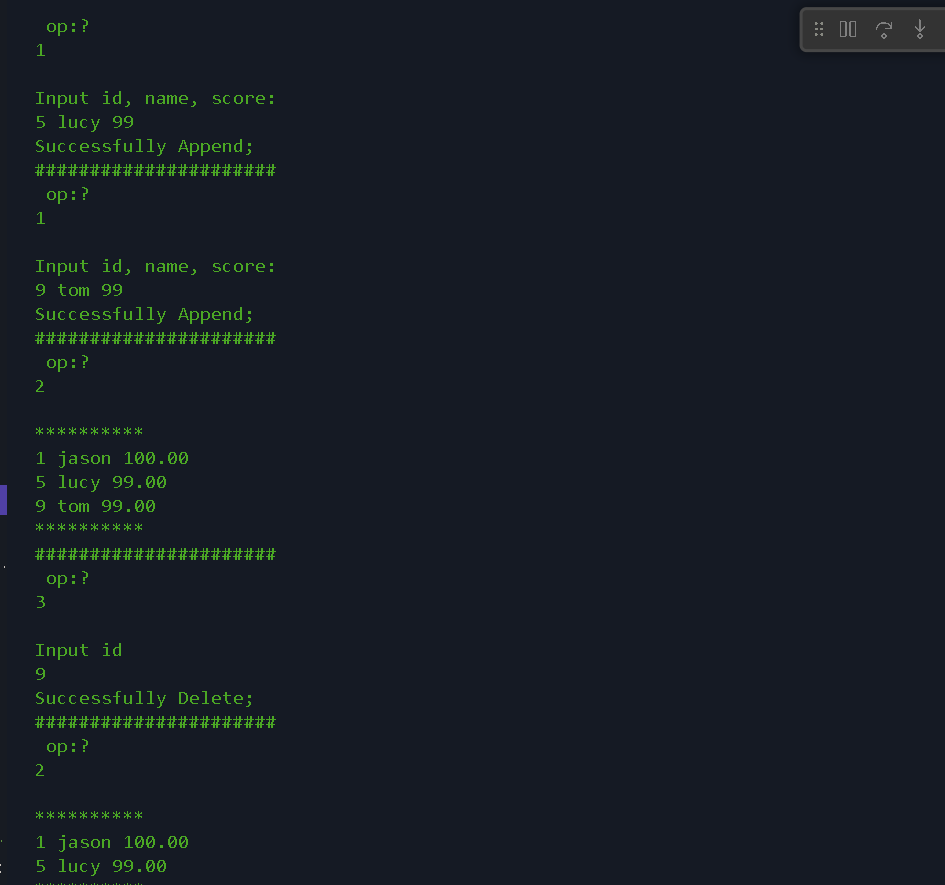 op:?
1
Input id, name, score:
5 lucy 99
Successfully Append;
######################
op:?
1
Input id, name, score:
9 tom 99
Successfully Append;
######################
op:?
2
**********
1 jason 100.00
5 lucy 99.00
9 tom 99.00
**********
######################
op:?
3
Input id
9
Successfully Delete;
######################
op:?
2
**********
1 jason 100.00
5 lucy 99.00
**********